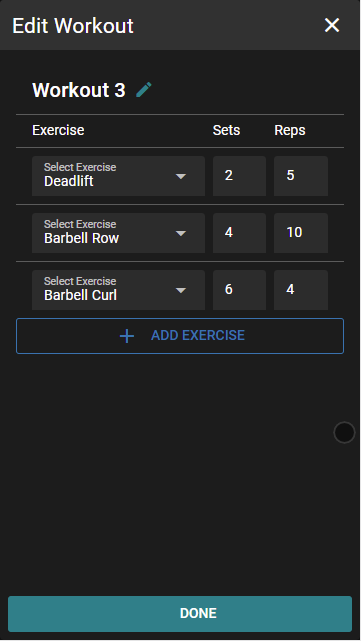 Edit Workout
Workout 3
Exercise Sets Reps
Select Exercise
Deadlift 2 5
Select Exercise
Barbell Row 4 10
Select Exercise
Barbell Curl 6 4
ADD EXERCISE
DONE